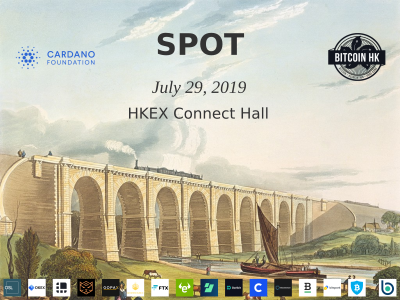 SPOT
CARDANO
FOUNDATION
BITCOIN HK
July 29, 2019
HKEX Connect Hall
FTX